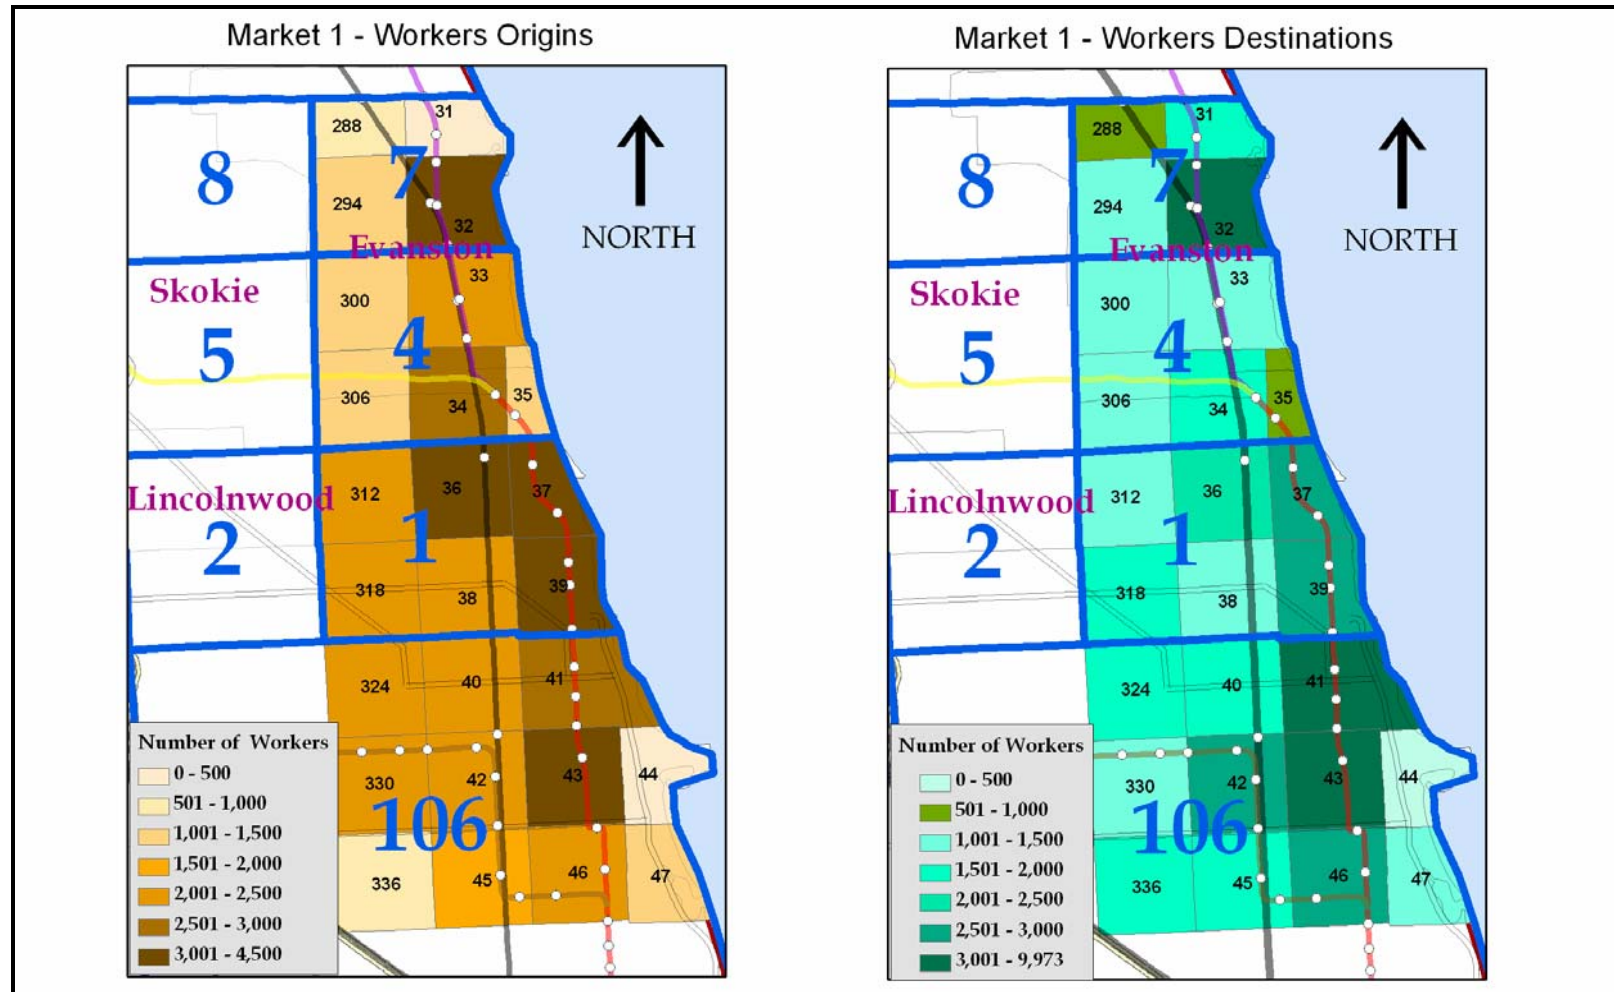 Market 1 - Workers Origins
31
288
8
7
294
32
NORTH
Evanston
33
Skokie
300
5
4
306
34
35
312
36
37
Lincolnwood
2
1
318
38
39
324
40
41
Number of Workers
0 - 500
501 - 1,000
1,001 - 1,500
1,501 - 2,000
2,001 - 2,500
2,501 - 3,000
3,001 - 4,500
330
42
43
44
106
336
45
46
47
Market 1 - Workers Destinations
31
288
8
7
294
32
NORTH
Evanston
33
Skokie
300
5
4
306
34
35
312
36
37
Lincolnwood
2
1
318
38
39
324
40
41
Number of Workers
0 - 500
501 - 1,000
1,001 - 1,500
1,501 - 2,000
2,001 - 2,500
2,501 - 3,000
3,001 - 9,973
330
42
43
44
106
336
45
46
47